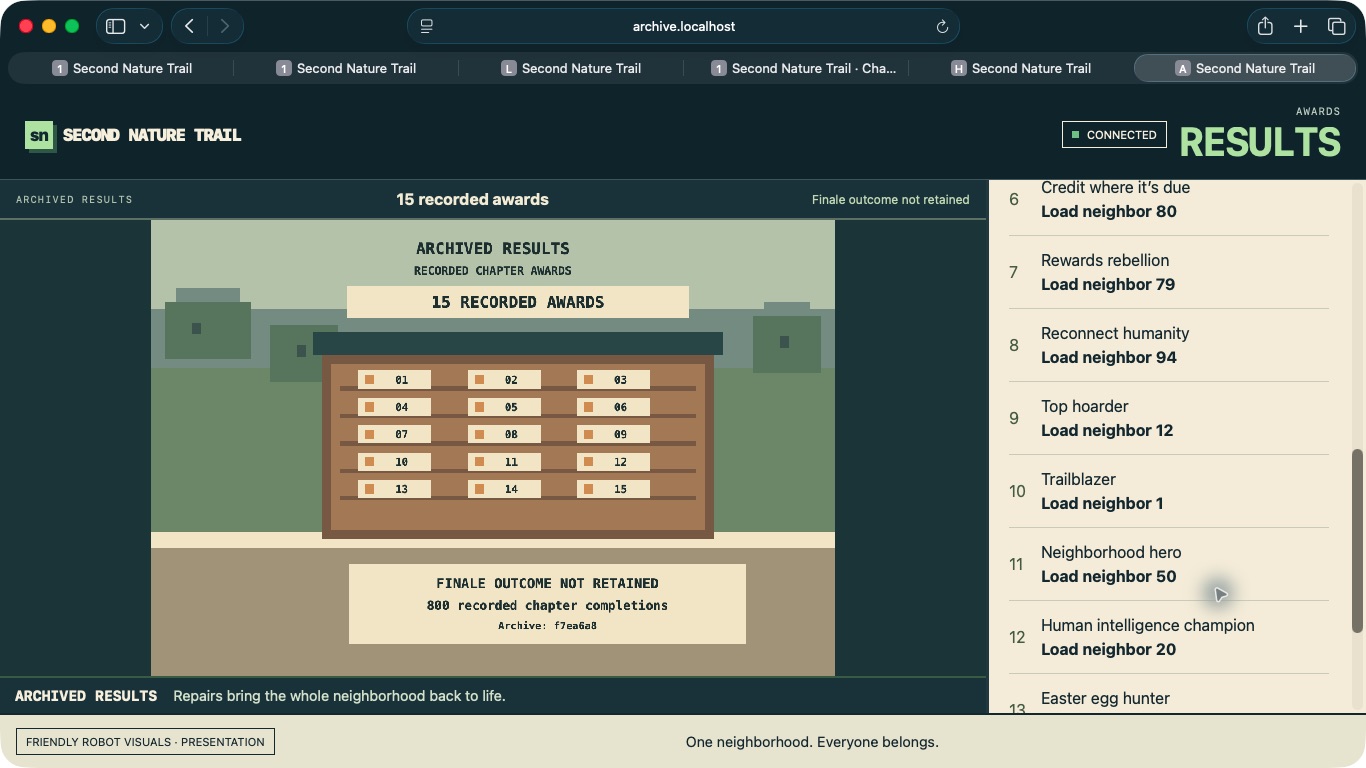 archive.localhost
1 Second Nature Trail
1 Second Nature Trail
L Second Nature Trail
1 Second Nature Trail · Cha...
H Second Nature Trail
A Second Nature Trail
sn SECOND NATURE TRAIL
CONNECTED
AWARDS
RESULTS
ARCHIVED RESULTS
15 recorded awards
Finale outcome not retained
ARCHIVED RESULTS
RECORDED CHAPTER AWARDS
15 RECORDED AWARDS
01 02 03
04 05 06
07 08 09
10 11 12
13 14 15
FINALE OUTCOME NOT RETAINED
800 recorded chapter completions
Archive: f7ea6a8
ARCHIVED RESULTS Repairs bring the whole neighborhood back to life.
6 Credit where it’s due
Load neighbor 80
7 Rewards rebellion
Load neighbor 79
8 Reconnect humanity
Load neighbor 94
9 Top hoarder
Load neighbor 12
10 Trailblazer
Load neighbor 1
11 Neighborhood hero
Load neighbor 50
12 Human intelligence champion
Load neighbor 20
13 Easter egg hunter
FRIENDLY ROBOT VISUALS · PRESENTATION
One neighborhood. Everyone belongs.